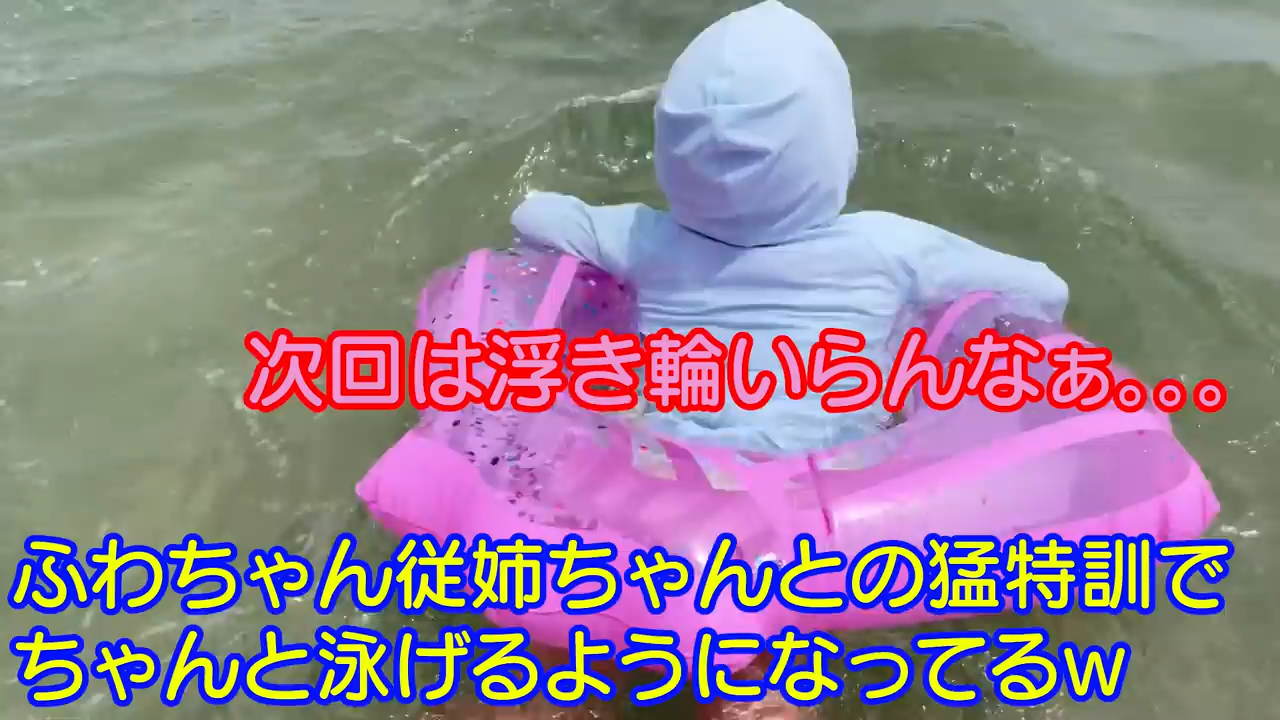 次回は浮き輪いらんなぁ。。。
ふわちゃん従姉ちゃんとの猛特訓で
ちゃんと泳げるようになってるw